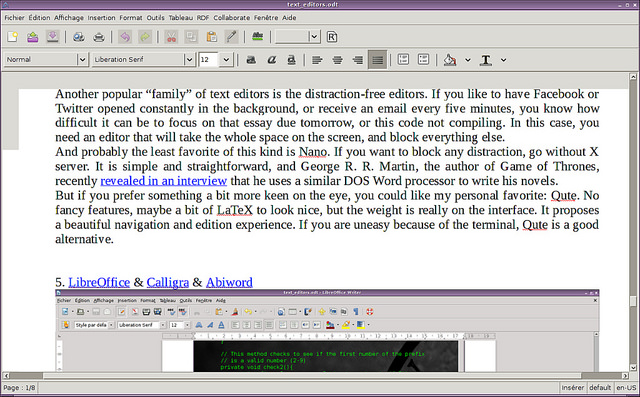 text_editors.odt
Fichier Édition Affichage Insertion Format Outils Tableau RDF Collaborate Fenêtre Aide
Normal Liberation Serif 12
Another popular “family” of text editors is the distraction-free editors. If you like to have Facebook or
Twitter opened constantly in the background, or receive an email every five minutes, you know how
difficult it can be to focus on that essay due tomorrow, or this code not compiling. In this case, you
need an editor that will take the whole space on the screen, and block everything else.
And probably the least favorite of this kind is Nano. If you want to block any distraction, go without X
server. It is simple and straightforward, and George R. R. Martin, the author of Game of Thrones,
recently revealed in an interview that he uses a similar DOS Word processor to write his novels.
But if you prefer something a bit more keen on the eye, you could like my personal favorite: Qute. No
fancy features, maybe a bit of LaTeX to look nice, but the weight is really on the interface. It proposes
a beautiful navigation and edition experience. If you are uneasy because of the terminal, Qute is a good
alternative.
5. LibreOffice & Calligra & Abiword
text_editors.odt - LibreOffice Writer
Fichier Édition Affichage Insertion Format Tableau Outils Fenêtre Aide
Style par défa Liberation Serif 12
// This method checks to see if the first number of the prefix
// is a valid number (2-9)
private void check2(){
Page : 1/8 Insérer default en-US